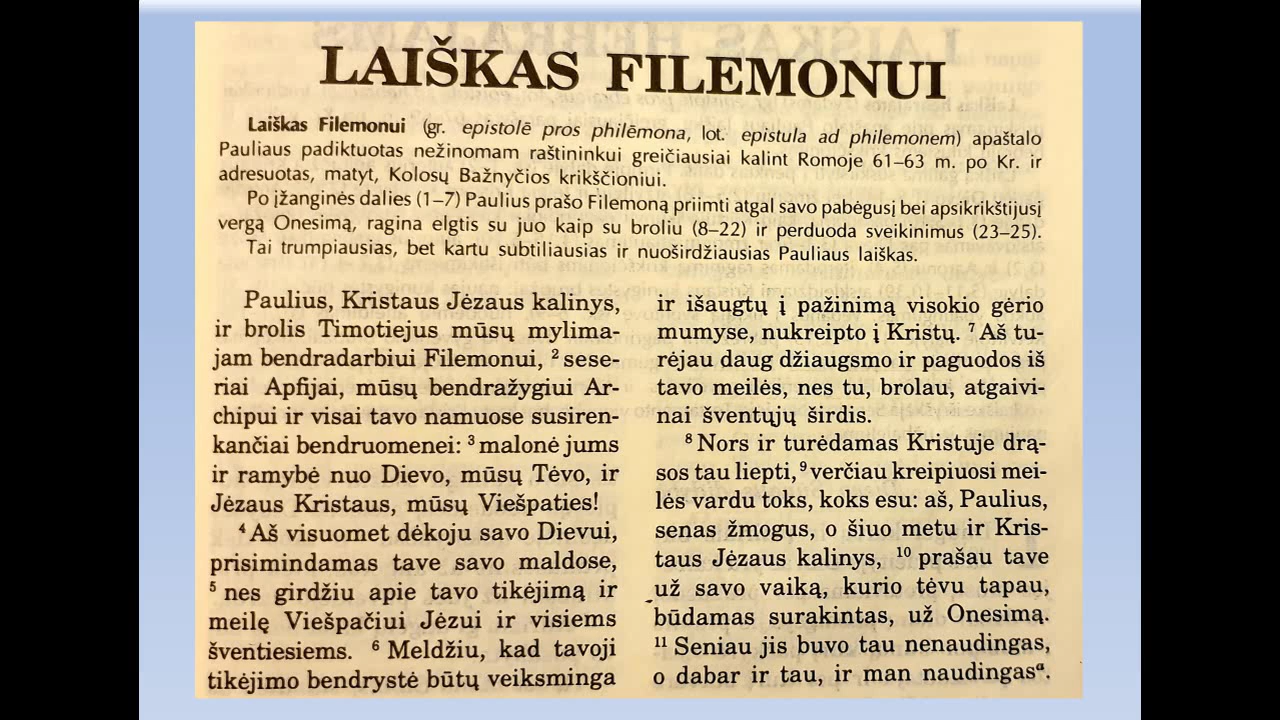 LAIŠKAS FILEMONUI
Laiškas Filemonui (gr. epistolē pros philēmona, lot. epistula ad philemonem) apaštalo
Pauliaus padiktuotas nežinomam raštininkui greičiausiai kalint Romoje 61–63 m. po Kr. ir
adresuotas, matyt, Kolosų Bažnyčios krikščioniui.
Po įžanginės dalies (1–7) Paulius prašo Filemoną priimti atgal savo pabėgusį bei apsikrikštijusį
vergą Onesimą, ragina elgtis su juo kaip su broliu (8–22) ir perduoda sveikinimus (23–25).
Tai trumpiausias, bet kartu subtiliausias ir nuoširdžiausias Pauliaus laiškas.
Paulius, Kristaus Jėzaus kalinys,
ir brolis Timotiejus mūsų mylima-
jam bendradarbiui Filemonui, ² sese-
riai Apfijai, mūsų bendražygiui Ar-
chipui ir visai tavo namuose susiren-
kančiai bendruomenei: ³ malonė jums
ir ramybė nuo Dievo, mūsų Tėvo, ir
Jėzaus Kristaus, mūsų Viešpaties!
⁴ Aš visuomet dėkoju savo Dievui,
prisimindamas tave savo maldose,
⁵ nes girdžiu apie tavo tikėjimą ir
meilę Viešpačiui Jėzui ir visiems
šventiesiems. ⁶ Meldžiu, kad tavoji
tikėjimo bendrystė būtų veiksminga
ir išaugtų į pažinimą visokio gėrio
mumyse, nukreipto į Kristų. ⁷ Aš tu-
rėjau daug džiaugsmo ir paguodos iš
tavo meilės, nes tu, brolau, atgaivi-
nai šventųjų širdis.
⁸ Nors ir turėdamas Kristuje drą-
sos tau liepti, ⁹ verčiau kreipiuosi mei-
lės vardu toks, koks esu: aš, Paulius,
senas žmogus, o šiuo metu ir Kris-
taus Jėzaus kalinys, ¹⁰ prašau tave
už savo vaiką, kurio tėvu tapau,
būdamas surakintas, už Onesimą.
¹¹ Seniau jis buvo tau nenaudingas,
o dabar ir tau, ir man naudingasᵃ.